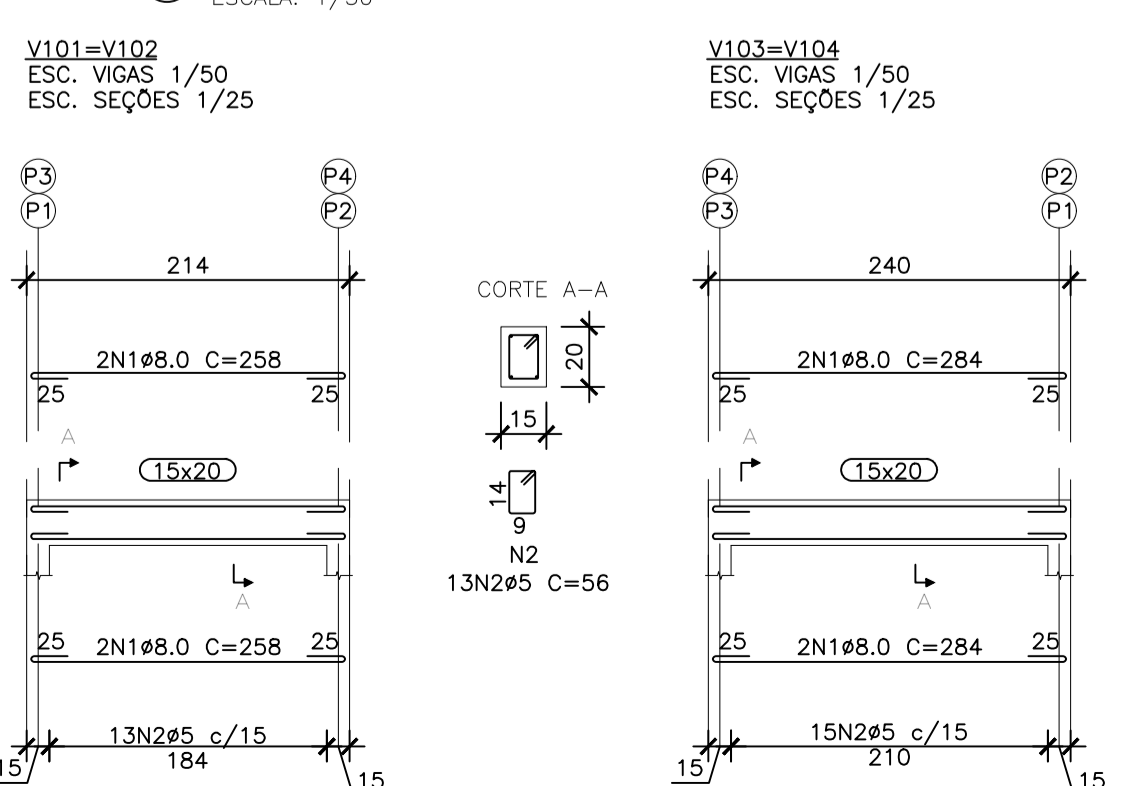 ESCALA: 1/50
V101=V102
ESC. VIGAS 1/50
ESC. SEÇÕES 1/25
P3
P1
P4
P2
214
2N1ø8.0 C=258
25
25
A
15x20
A
25
2N1ø8.0 C=258
25
13N2ø5 c/15
184
15
15
CORTE A-A
20
15
14
9
N2
13N2ø5 C=56
V103=V104
ESC. VIGAS 1/50
ESC. SEÇÕES 1/25
P4
P3
P2
P1
240
2N1ø8.0 C=284
25
25
A
15x20
A
25
2N1ø8.0 C=284
25
15N2ø5 c/15
210
15
15